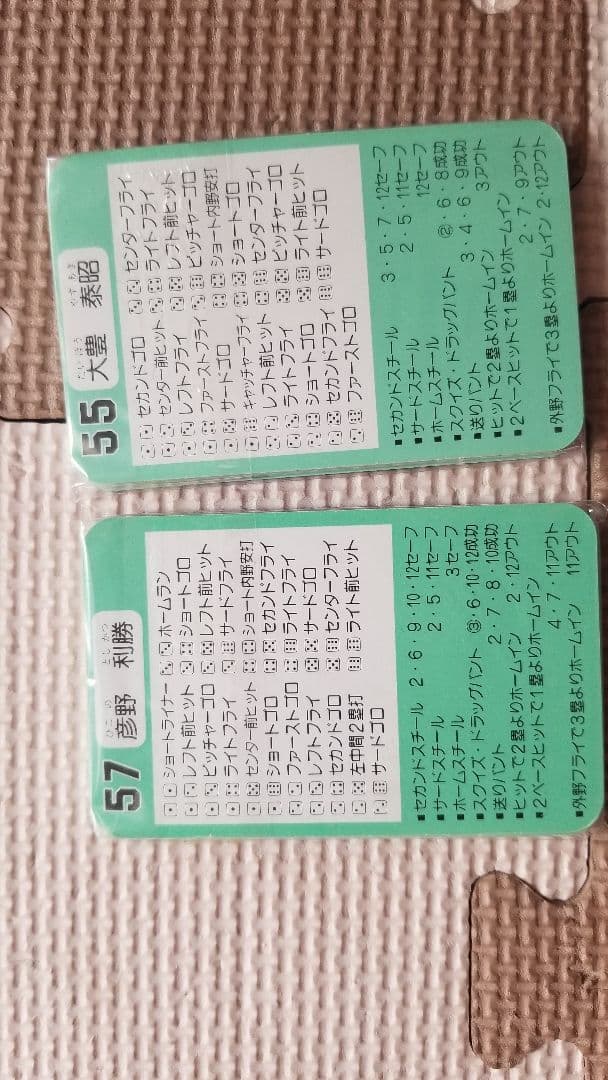 57 彦野 利勝
ひこ の とし かつ
⚀⚀ショートライナー
⚀⚁レフト前ヒット
⚀⚂ピッチャーゴロ
⚀⚃ライトフライ
⚀⚄センター前ヒット
⚀⚅ショートゴロ
⚁⚁ファーストゴロ
⚁⚂レフトフライ
⚁⚃セカンドゴロ
⚁⚄左中間2塁打
⚁⚅サードゴロ
⚂⚂ホームラン
⚂⚃ショートゴロ
⚂⚄レフト前ヒット
⚂⚅サードフライ
⚃⚃ショート内野安打
⚃⚄セカンドフライ
⚃⚅ライトフライ
⚄⚄サードゴロ
⚄⚅センターフライ
⚅⚅ライト前ヒット
■セカンドスチール 2・6・9・10・12セーフ
■サードスチール 2・5・11セーフ
■ホームスチール 3セーフ
■スクイズ・ドラッグバント ③・6・10・12成功
■送りバント 2・7・8・10成功
■ヒットで2塁よりホームイン 2・12アウト
■2ベースヒットで1塁よりホームイン
4・7・11アウト
■外野フライで3塁よりホームイン 11アウト
55 大豊 泰昭
たい ほう やす あき
⚀⚀セカンドゴロ
⚀⚁センター前ヒット
⚀⚂レフトフライ
⚀⚃ファーストフライ
⚀⚄サードゴロ
⚀⚅キャッチャーフライ
⚁⚁レフト前ヒット
⚁⚂ライトフライ
⚁⚃ショートゴロ
⚁⚄セカンドフライ
⚁⚅ファーストゴロ
⚂⚂センターフライ
⚂⚃ライトフライ
⚂⚄レフト前ヒット
⚂⚅ピッチャーゴロ
⚃⚃ショート内野安打
⚃⚄ショートゴロ
⚃⚅センターフライ
⚄⚄ピッチャーゴロ
⚄⚅ライト前ヒット
⚅⚅サードゴロ
■セカンドスチール 3・5・7・12セーフ
■サードスチール 2・5・11セーフ
■ホームスチール 12セーフ
■スクイズ・ドラッグバント ②・6・8成功
■送りバント 3・4・6・9成功
■ヒットで2塁よりホームイン 3アウト
■2ベースヒットで1塁よりホームイン
2・7・9アウト
■外野フライで3塁よりホームイン 2・12アウト